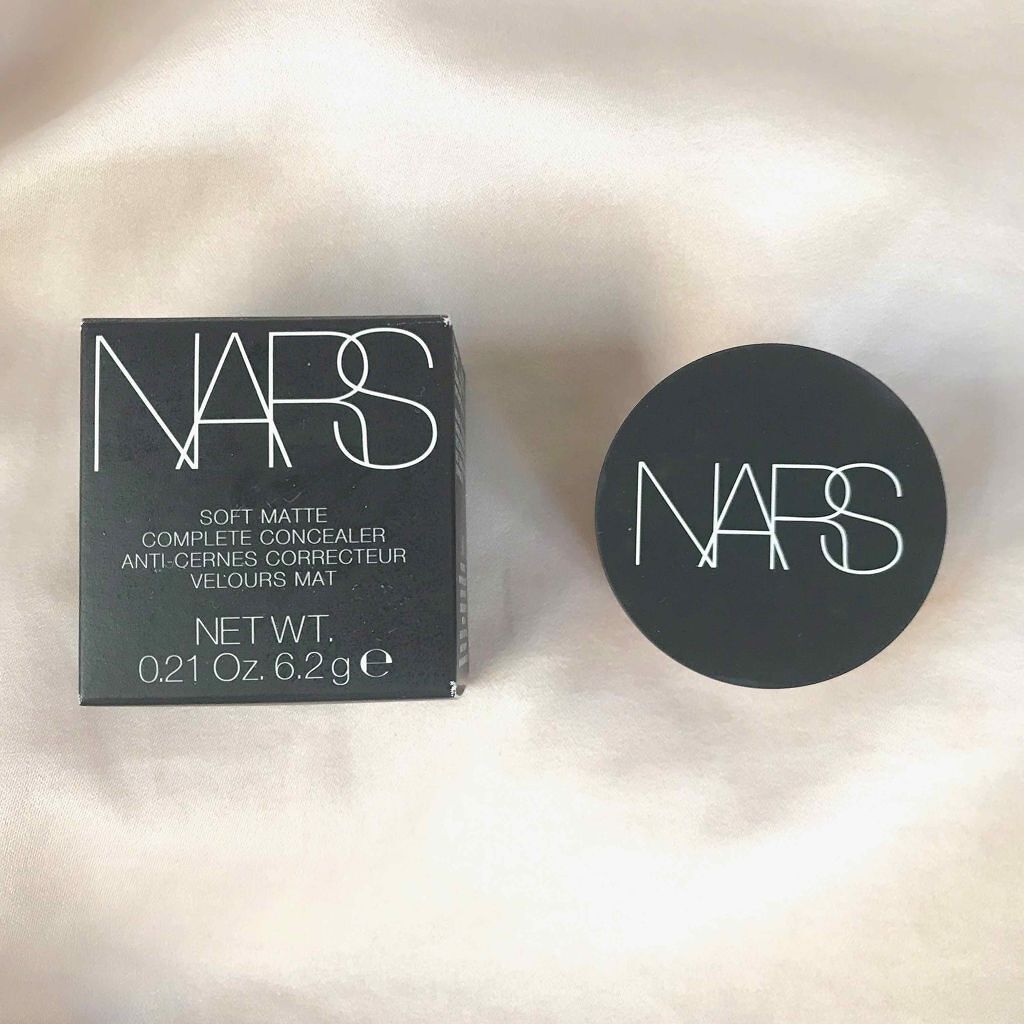 NARS
SOFT MATTE
COMPLETE CONCEALER
ANTI-CERNES CORRECTEUR
VELOURS MAT
NET WT.
0.21 Oz. 6.2 g ℮
NARS